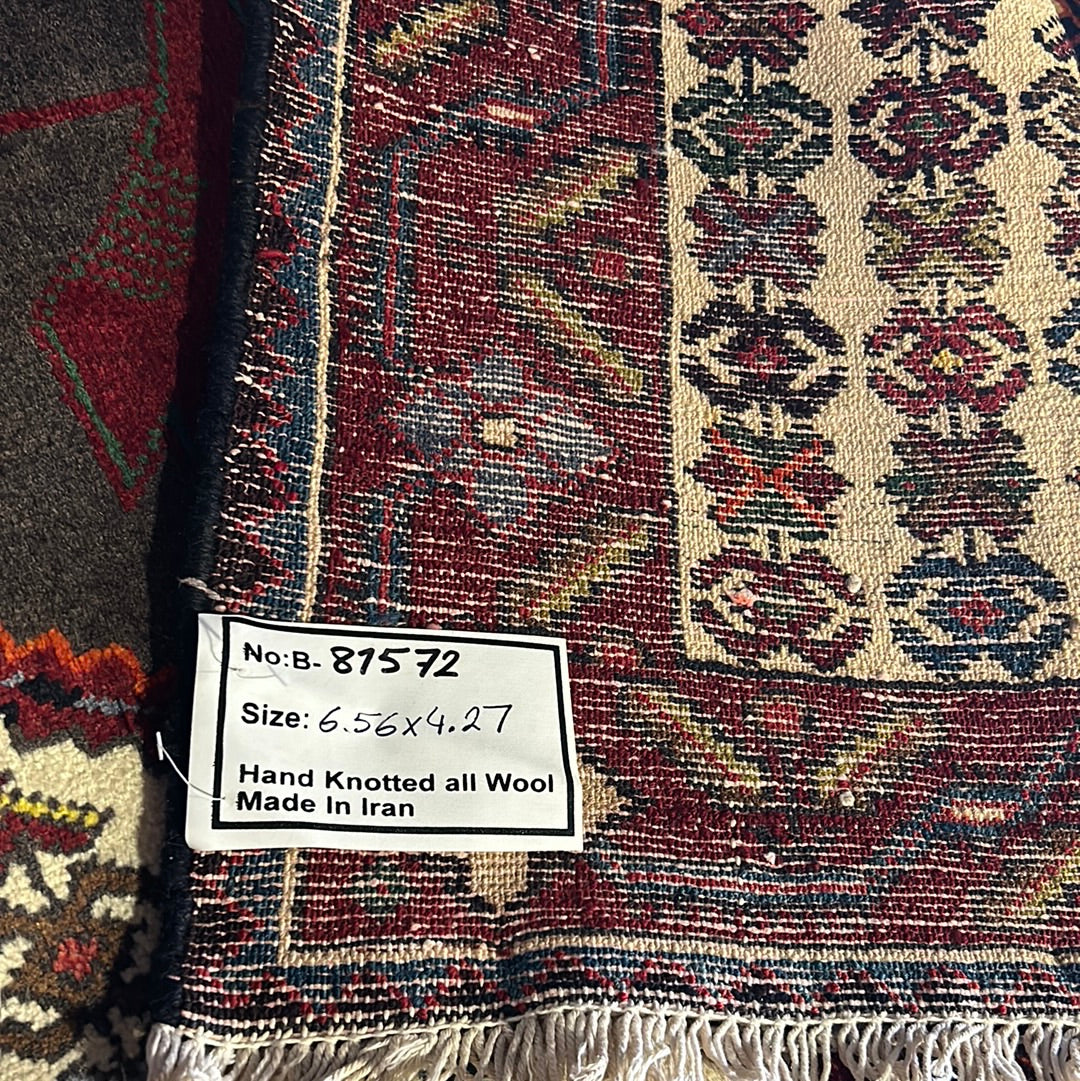 No:B- 81572
Size: 6.56x4.27
Hand Knotted all Wool
Made In Iran